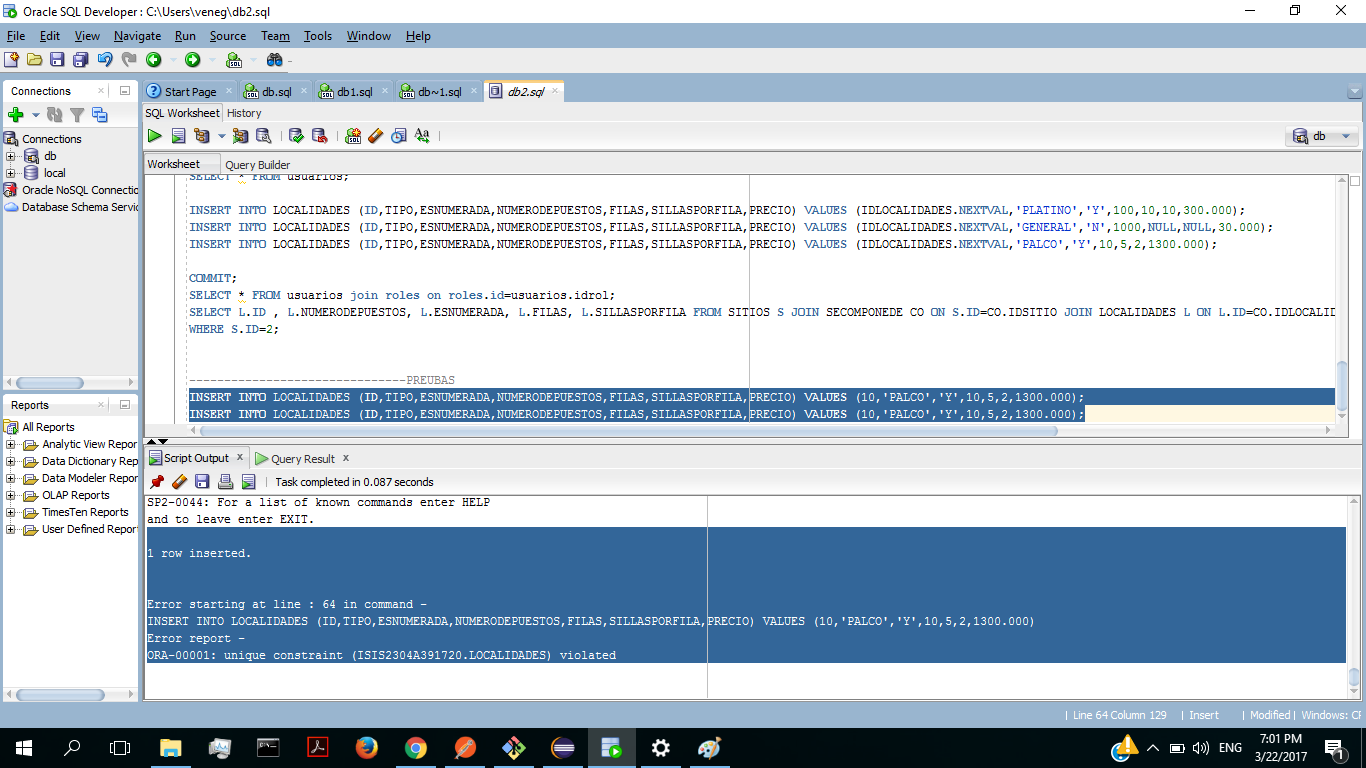 Oracle SQL Developer : C:\Users\veneg\db2.sql
File Edit View Navigate Run Source Team Tools Window Help
Connections
Start Page db.sql db1.sql db~1.sql db2.sql
SQL Worksheet History
Connections
db
local
Oracle NoSQL Connectio
Database Schema Servic
db
Worksheet Query Builder
SELECT * FROM usuarios;
INSERT INTO LOCALIDADES (ID,TIPO,ESNUMERADA,NUMERODEPUESTOS,FILAS,SILLASPORFILA,PRECIO) VALUES (IDLOCALIDADES.NEXTVAL,'PLATINO','Y',100,10,10,300.000);
INSERT INTO LOCALIDADES (ID,TIPO,ESNUMERADA,NUMERODEPUESTOS,FILAS,SILLASPORFILA,PRECIO) VALUES (IDLOCALIDADES.NEXTVAL,'GENERAL','N',1000,NULL,NULL,30.000);
INSERT INTO LOCALIDADES (ID,TIPO,ESNUMERADA,NUMERODEPUESTOS,FILAS,SILLASPORFILA,PRECIO) VALUES (IDLOCALIDADES.NEXTVAL,'PALCO','Y',10,5,2,1300.000);
COMMIT;
SELECT * FROM usuarios join roles on roles.id=usuarios.idrol;
SELECT L.ID , L.NUMERODEPUESTOS, L.ESNUMERADA, L.FILAS, L.SILLASPORFILA FROM SITIOS S JOIN SECOMPONEDE CO ON S.ID=CO.IDSITIO JOIN LOCALIDADES L ON L.ID=CO.IDLOCALID
WHERE S.ID=2;
-------------------------------PREUBAS
INSERT INTO LOCALIDADES (ID,TIPO,ESNUMERADA,NUMERODEPUESTOS,FILAS,SILLASPORFILA,PRECIO) VALUES (10,'PALCO','Y',10,5,2,1300.000);
INSERT INTO LOCALIDADES (ID,TIPO,ESNUMERADA,NUMERODEPUESTOS,FILAS,SILLASPORFILA,PRECIO) VALUES (10,'PALCO','Y',10,5,2,1300.000);
Reports
All Reports
Analytic View Repor
Data Dictionary Rep
Data Modeler Repor
OLAP Reports
TimesTen Reports
User Defined Repor
Script Output Query Result
Task completed in 0.087 seconds
SP2-0044: For a list of known commands enter HELP
and to leave enter EXIT.
1 row inserted.
Error starting at line : 64 in command -
INSERT INTO LOCALIDADES (ID,TIPO,ESNUMERADA,NUMERODEPUESTOS,FILAS,SILLASPORFILA,PRECIO) VALUES (10,'PALCO','Y',10,5,2,1300.000)
Error report -
ORA-00001: unique constraint (ISIS2304A391720.LOCALIDADES) violated
Line 64 Column 129 Insert Modified Windows: CF
ENG
7:01 PM
3/22/2017
1